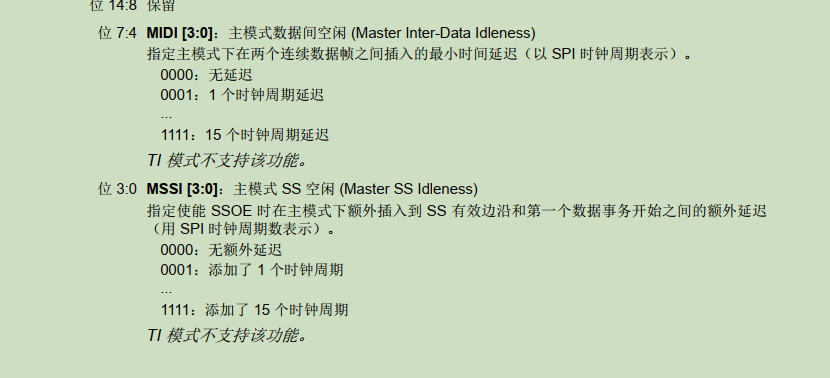 位 14:8 保留
位 7:4 MIDI [3:0]：主模式数据间空闲 (Master Inter-Data Idleness)
指定主模式下在两个连续数据帧之间插入的最小时间延迟（以 SPI 时钟周期表示）。
0000：无延迟
0001：1 个时钟周期延迟
...
1111：15 个时钟周期延迟
TI 模式不支持该功能。
位 3:0 MSSI [3:0]：主模式 SS 空闲 (Master SS Idleness)
指定使能 SSOE 时在主模式下额外插入到 SS 有效边沿和第一个数据事务开始之间的额外延迟
（用 SPI 时钟周期数表示）。
0000：无额外延迟
0001：添加了 1 个时钟周期
...
1111：添加了 15 个时钟周期
TI 模式不支持该功能。